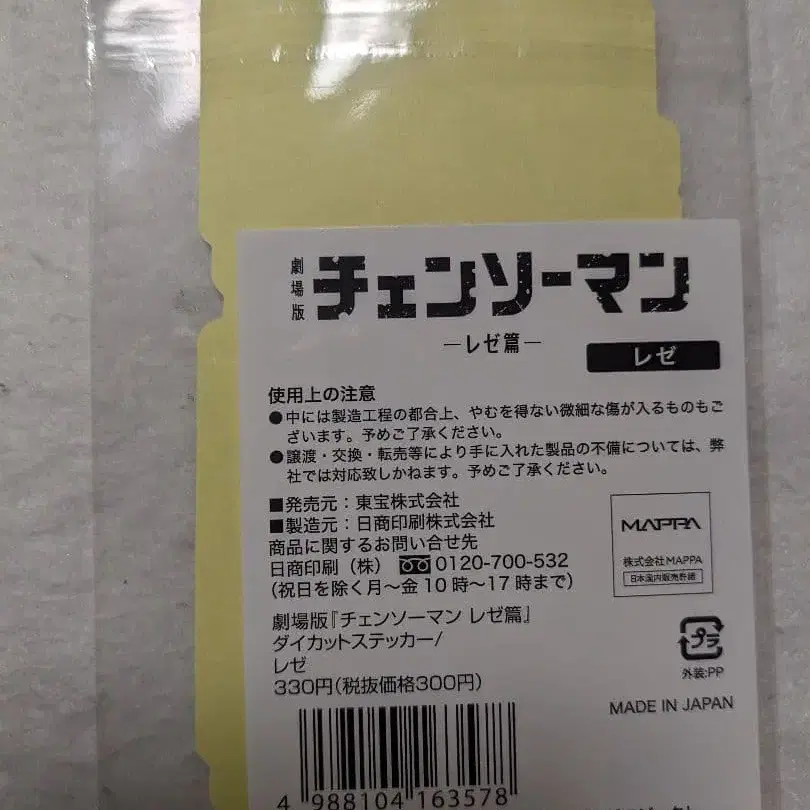 劇場版
チェンソーマン
―レゼ篇―
レゼ
使用上の注意
●中には製造工程の都合上、やむを得ない微細な傷が入るものもご
ざいます。予めご了承ください。
●譲渡・交換・転売等により手に入れた製品の不備については、弊
社では対応致しかねます。予めご了承ください。
■発売元：東宝株式会社
■製造元：日商印刷株式会社
商品に関するお問い合せ先
日商印刷（株） 0120-700-532
（祝日を除く月～金10時～17時まで）
MAPPA
株式会社MAPPA
日本国内販売許諾
劇場版『チェンソーマン レゼ篇』
ダイカットステッカー/
レゼ
330円(税抜価格300円)
プラ
外装:PP
MADE IN JAPAN
4 988104 163578